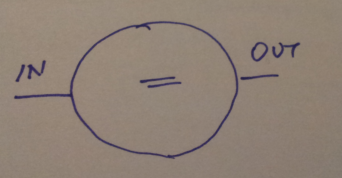 IN
OUT
=